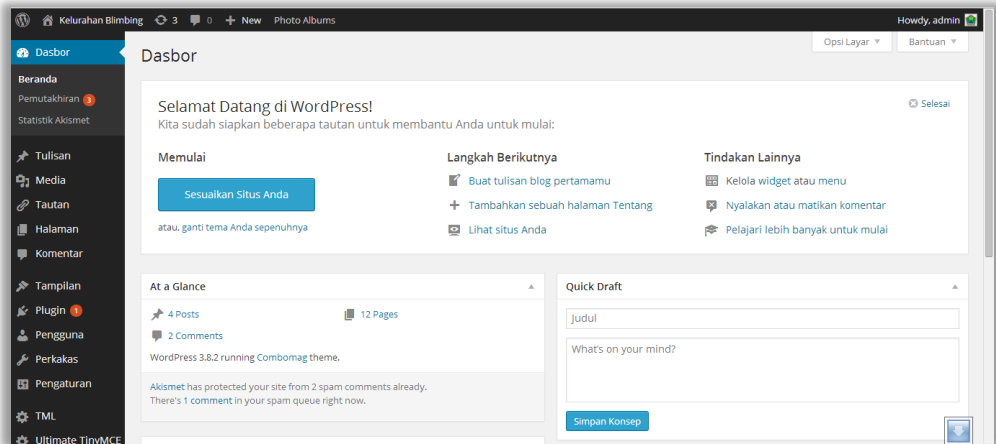 Kelurahan Blimbing 3 0 + New Photo Albums Howdy, admin
Dasbor
Beranda
Pemutakhiran 3
Statistik Akismet
Tulisan
Media
Tautan
Halaman
Komentar
Tampilan
Plugin 1
Pengguna
Perkakas
Pengaturan
TML
Ultimate TinyMCE
Opsi Layar Bantuan
Dasbor
Selamat Datang di WordPress! Selesai
Kita sudah siapkan beberapa tautan untuk membantu Anda untuk mulai:
Memulai
Sesuaikan Situs Anda
atau, ganti tema Anda sepenuhnya
Langkah Berikutnya
Buat tulisan blog pertamamu
Tambahkan sebuah halaman Tentang
Lihat situs Anda
Tindakan Lainnya
Kelola widget atau menu
Nyalakan atau matikan komentar
Pelajari lebih banyak untuk mulai
At a Glance
4 Posts 12 Pages
2 Comments
WordPress 3.8.2 running Combomag theme.
Akismet has protected your site from 2 spam comments already.
There's 1 comment in your spam queue right now.
Quick Draft
Judul
What's on your mind?
Simpan Konsep